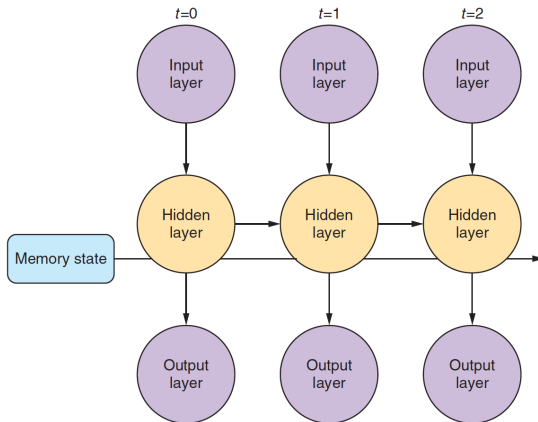 t=0 t=1 t=2
Input
layer
Input
layer
Input
layer
Hidden
layer
Hidden
layer
Hidden
layer
Memory state
Output
layer
Output
layer
Output
layer